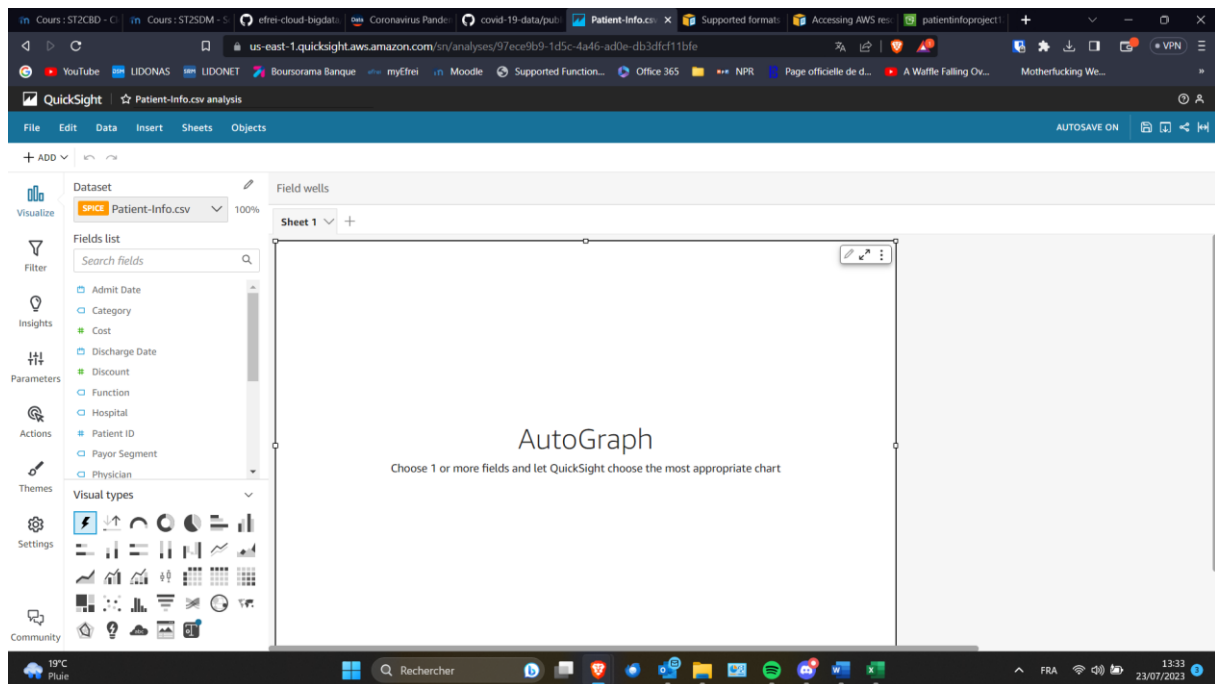 Cours : ST2CBD - Cl
Cours : ST2SDM - S
efrei-cloud-bigdata.
Coronavirus Pander
covid-19-data/publ
Patient-Info.csv
Supported formats
Accessing AWS reso
patientinfoproject1.
us-east-1.quicksight.aws.amazon.com/sn/analyses/97ece9b9-1d5c-4a46-ad0e-db3dfcf11bfe
VPN
YouTube
LIDONAS
LIDONET
Boursorama Banque
myEfrei
Moodle
Supported Function...
Office 365
NPR
Page officielle de d...
A Waffle Falling Ov...
Motherfucking We...
»
QuickSight
Patient-Info.csv analysis
File Edit Data Insert Sheets Objects
AUTOSAVE ON
+ ADD
Visualize
Filter
Insights
Parameters
Actions
Themes
Settings
Community
Dataset
SPICE Patient-Info.csv
100%
Fields list
Search fields
Admit Date
Category
# Cost
Discharge Date
# Discount
Function
Hospital
# Patient ID
Payor Segment
Physician
Visual types
Field wells
Sheet 1
AutoGraph
Choose 1 or more fields and let QuickSight choose the most appropriate chart
19°C
Pluie
Rechercher
FRA
13:33
23/07/2023
3